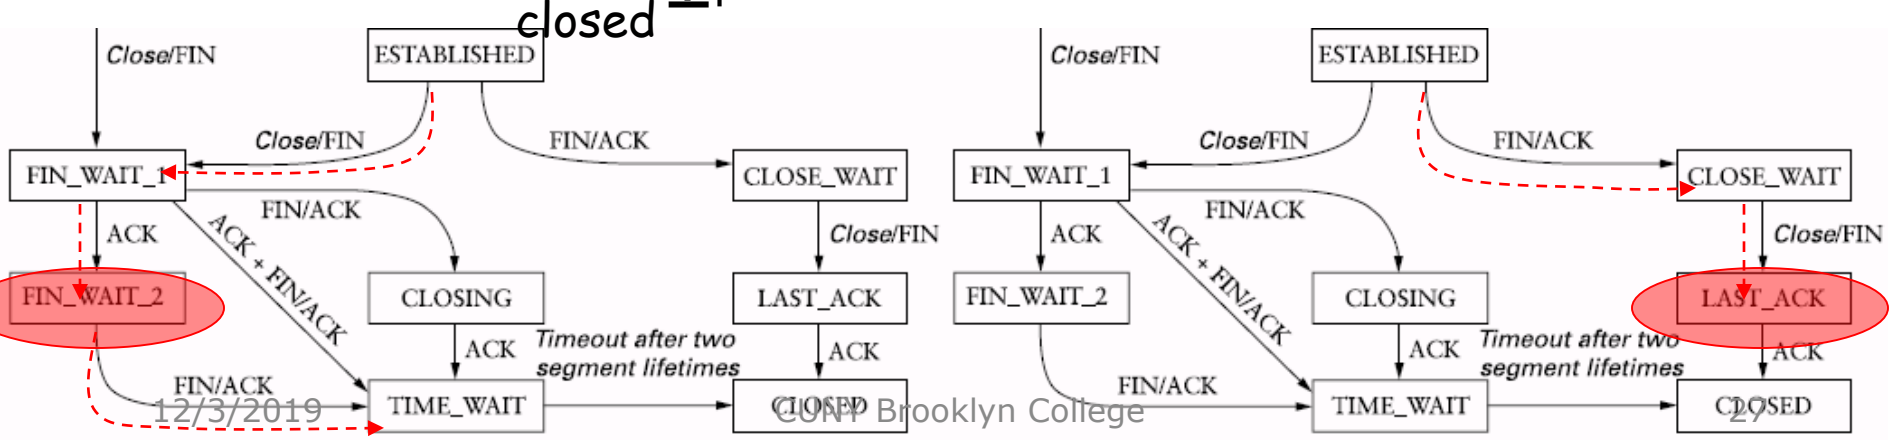 closed
Close/FIN
ESTABLISHED
Close/FIN
FIN/ACK
FIN_WAIT_1
CLOSE_WAIT
FIN/ACK
ACK
ACK + FIN/ACK
Close/FIN
FIN_WAIT_2
CLOSING
LAST_ACK
ACK
Timeout after two
segment lifetimes
ACK
FIN/ACK
TIME_WAIT
CLOSED
Close/FIN
ESTABLISHED
Close/FIN
FIN/ACK
FIN_WAIT_1
CLOSE_WAIT
FIN/ACK
ACK
ACK + FIN/ACK
Close/FIN
FIN_WAIT_2
CLOSING
LAST_ACK
ACK
Timeout after two
segment lifetimes
ACK
FIN/ACK
TIME_WAIT
CLOSED
12/3/2019
CUNY Brooklyn College
27